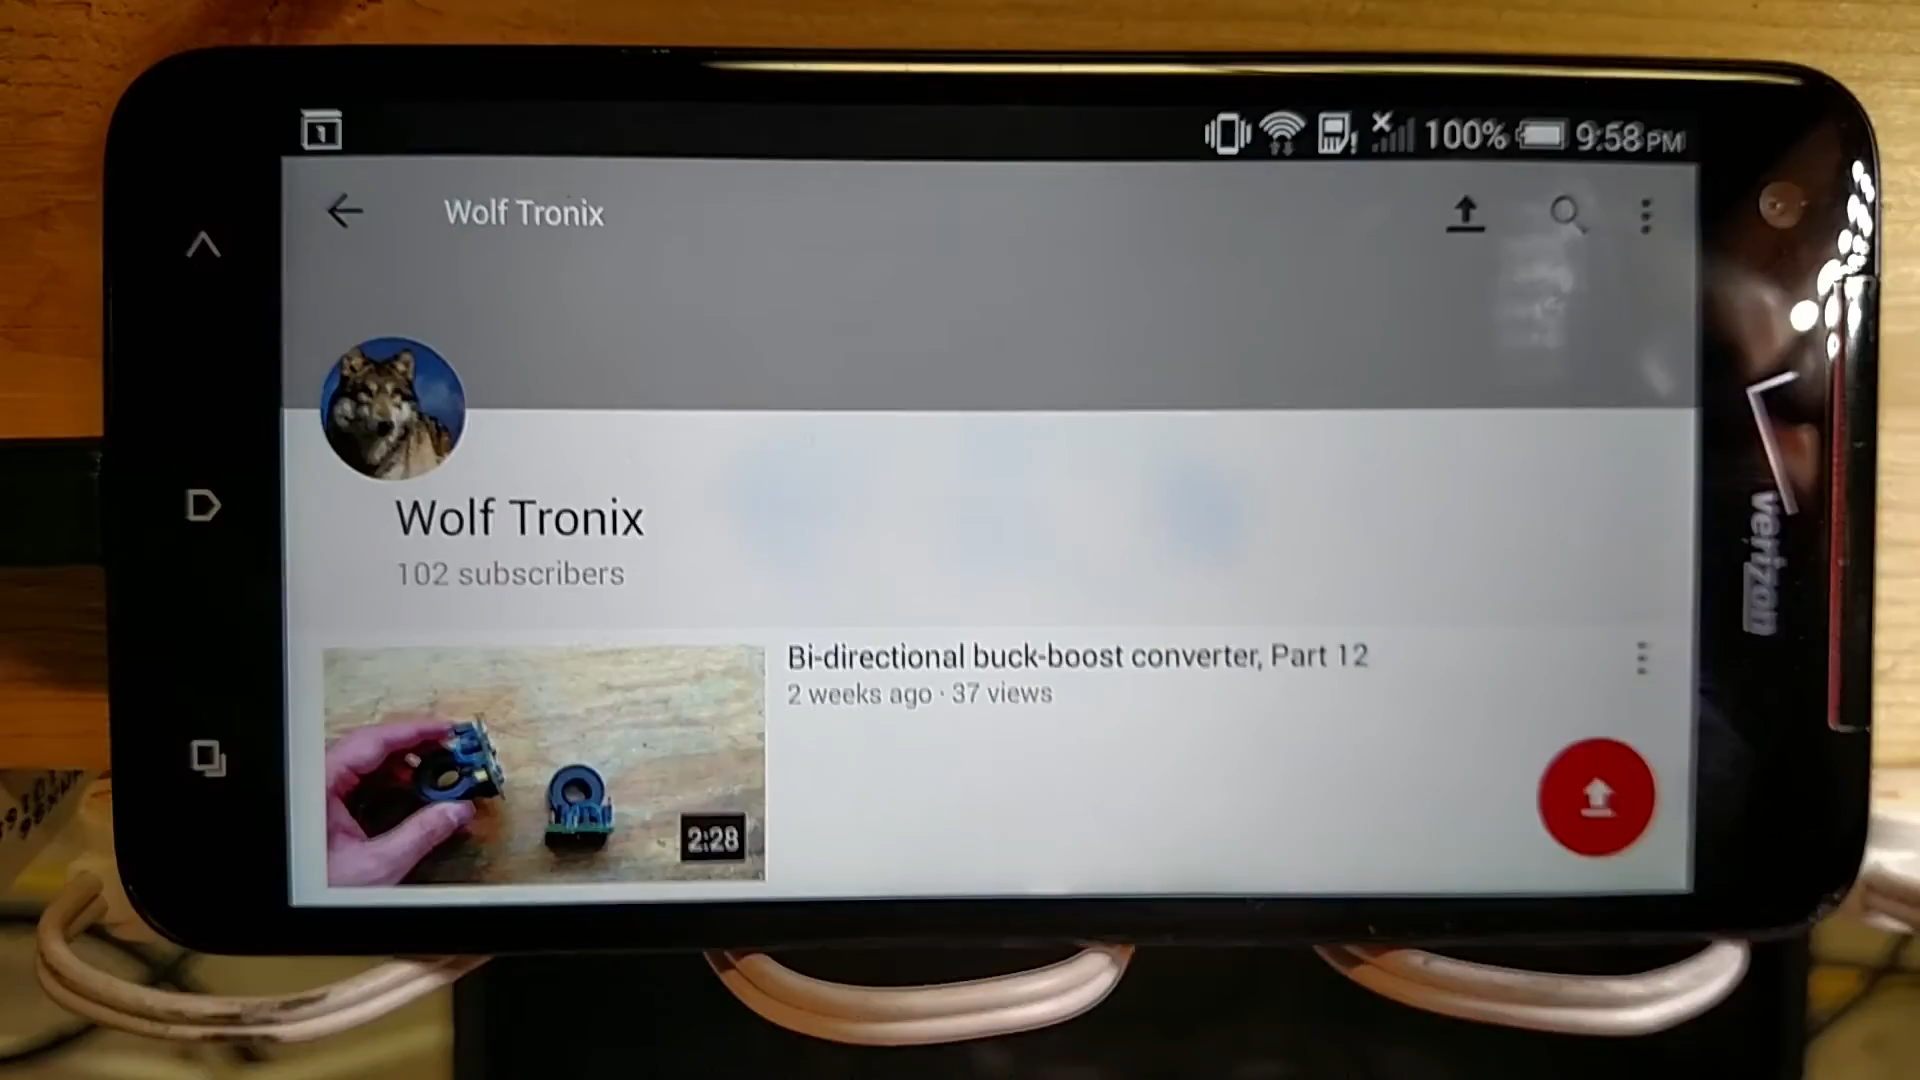 100% 9:58 PM
Wolf Tronix
Wolf Tronix
102 subscribers
Bi-directional buck-boost converter, Part 12
2 weeks ago · 37 views
2:28
verizon